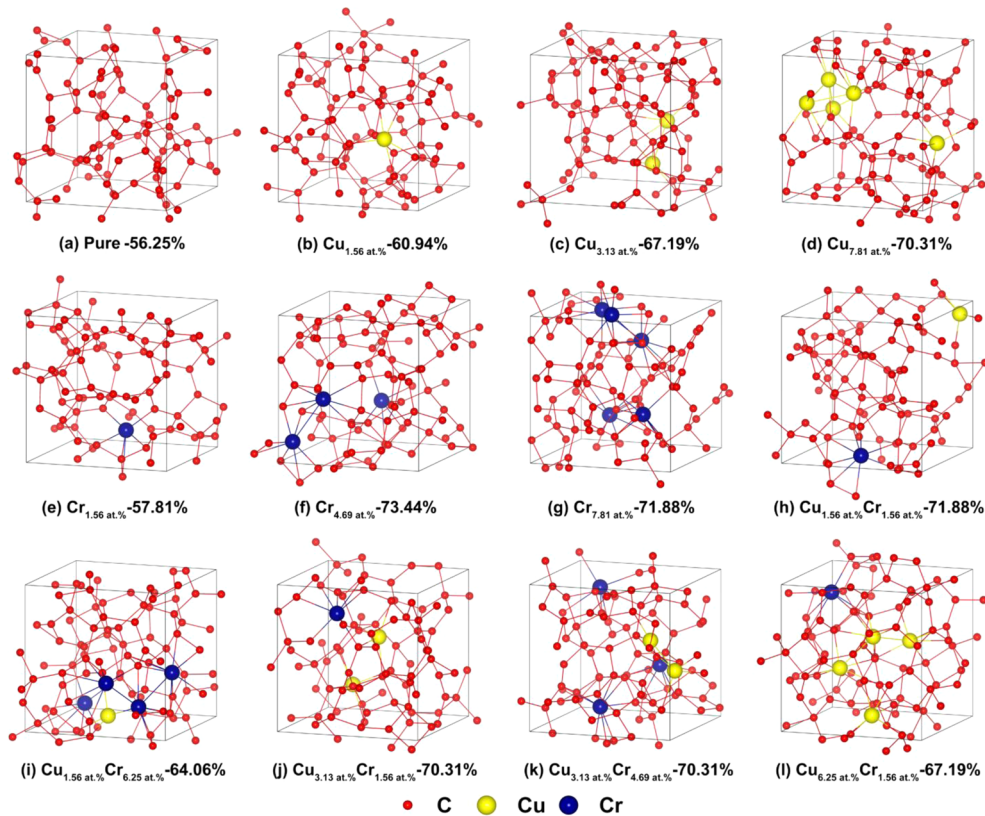 (a) Pure -56.25%
(b) Cu1.56 at.%-60.94%
(c) Cu3.13 at.%-67.19%
(d) Cu7.81 at.%-70.31%
(e) Cr1.56 at.%-57.81%
(f) Cr4.69 at.%-73.44%
(g) Cr7.81 at.%-71.88%
(h) Cu1.56 at.%Cr1.56 at.%-71.88%
(i) Cu1.56 at.%Cr6.25 at.%-64.06%
(j) Cu3.13 at.%Cr1.56 at.%-70.31%
(k) Cu3.13 at.%Cr4.69 at.%-70.31%
(l) Cu6.25 at.%Cr1.56 at.%-67.19%
C Cu Cr